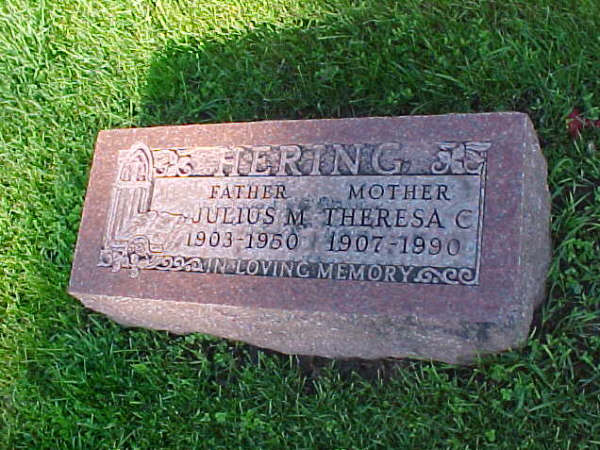 HERING
FATHER MOTHER
JULIUS M THERESA C
1903-1950 1907-1990
IN LOVING MEMORY